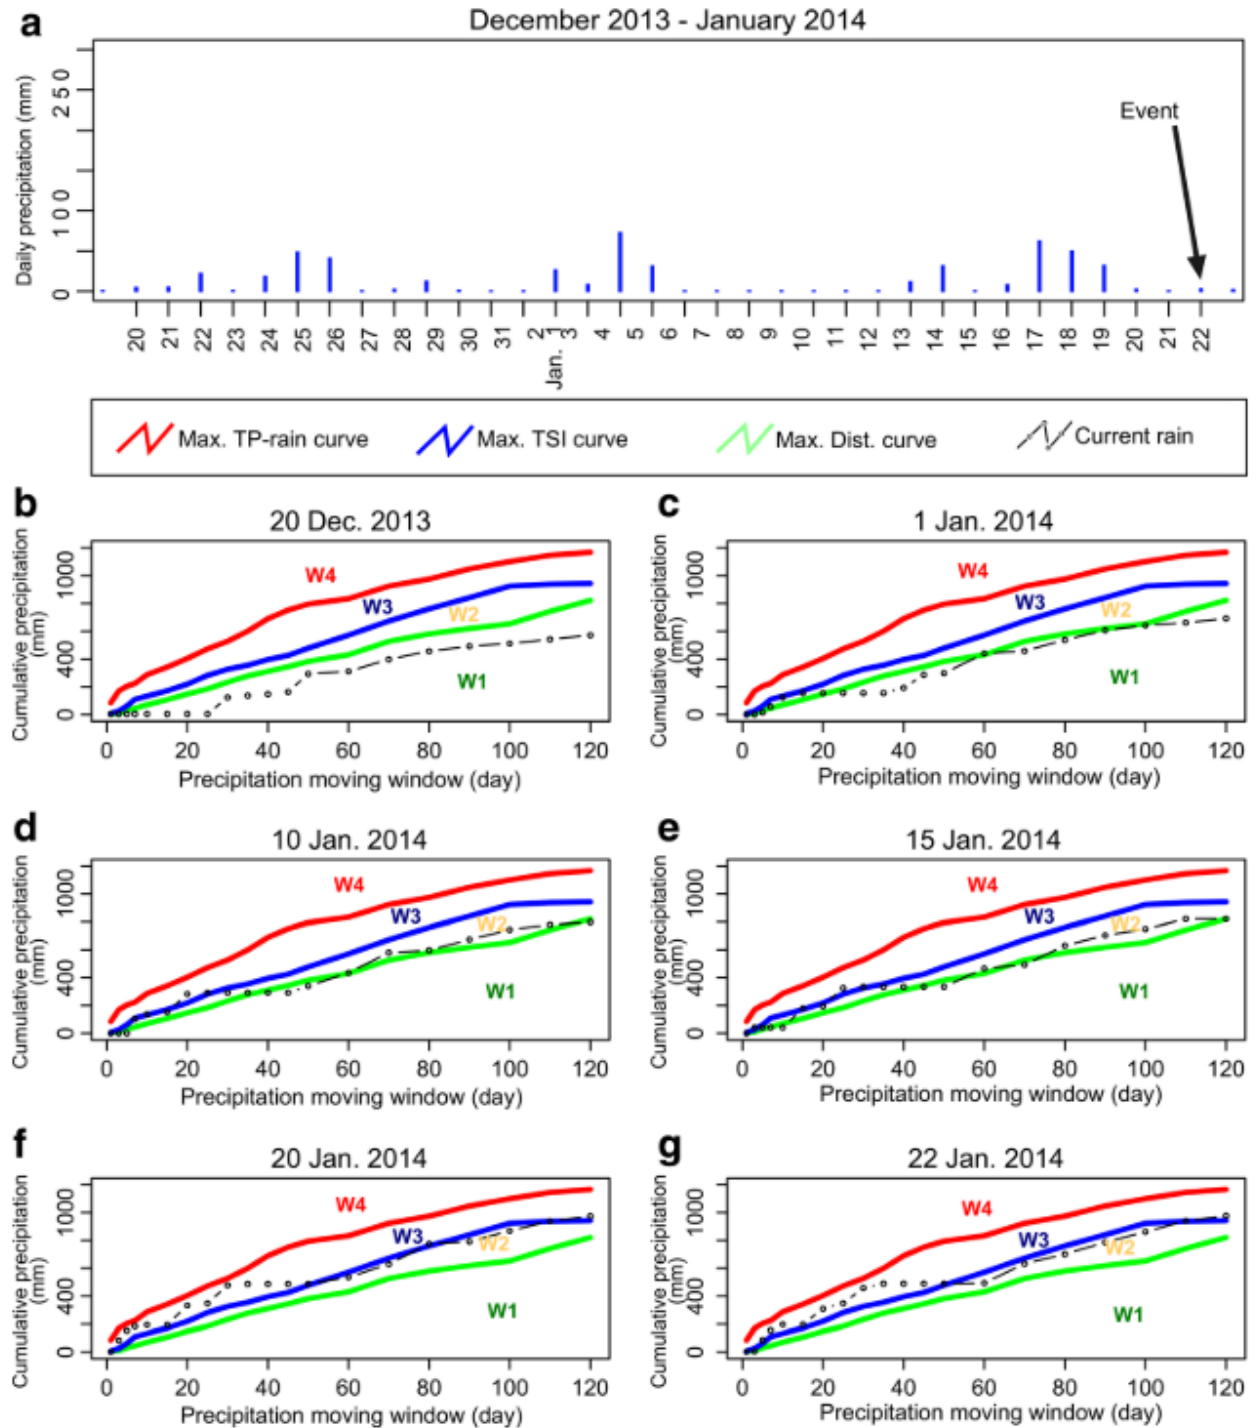 a
December 2013 - January 2014
Daily precipitation (mm)
0 100 250
Event
20 21 22 23 24 25 26 27 28 29 30 31 2 1 3 4 5 6 7 8 9 10 11 12 13 14 15 16 17 18 19 20 21 22
Jan.
Max. TP-rain curve Max. TSI curve Max. Dist. curve Current rain
b
20 Dec. 2013
Cumulative precipitation
(mm)
0 400 1000
W4
W3
W2
W1
0 20 40 60 80 100 120
Precipitation moving window (day)
c
1 Jan. 2014
Cumulative precipitation
(mm)
0 400 1000
W4
W3
W2
W1
0 20 40 60 80 100 120
Precipitation moving window (day)
d
10 Jan. 2014
Cumulative precipitation
(mm)
0 400 1000
W4
W3
W2
W1
0 20 40 60 80 100 120
Precipitation moving window (day)
e
15 Jan. 2014
Cumulative precipitation
(mm)
0 400 1000
W4
W3
W2
W1
0 20 40 60 80 100 120
Precipitation moving window (day)
f
20 Jan. 2014
Cumulative precipitation
(mm)
0 400 1000
W4
W3
W2
W1
0 20 40 60 80 100 120
Precipitation moving window (day)
g
22 Jan. 2014
Cumulative precipitation
(mm)
0 400 1000
W4
W3
W2
W1
0 20 40 60 80 100 120
Precipitation moving window (day)